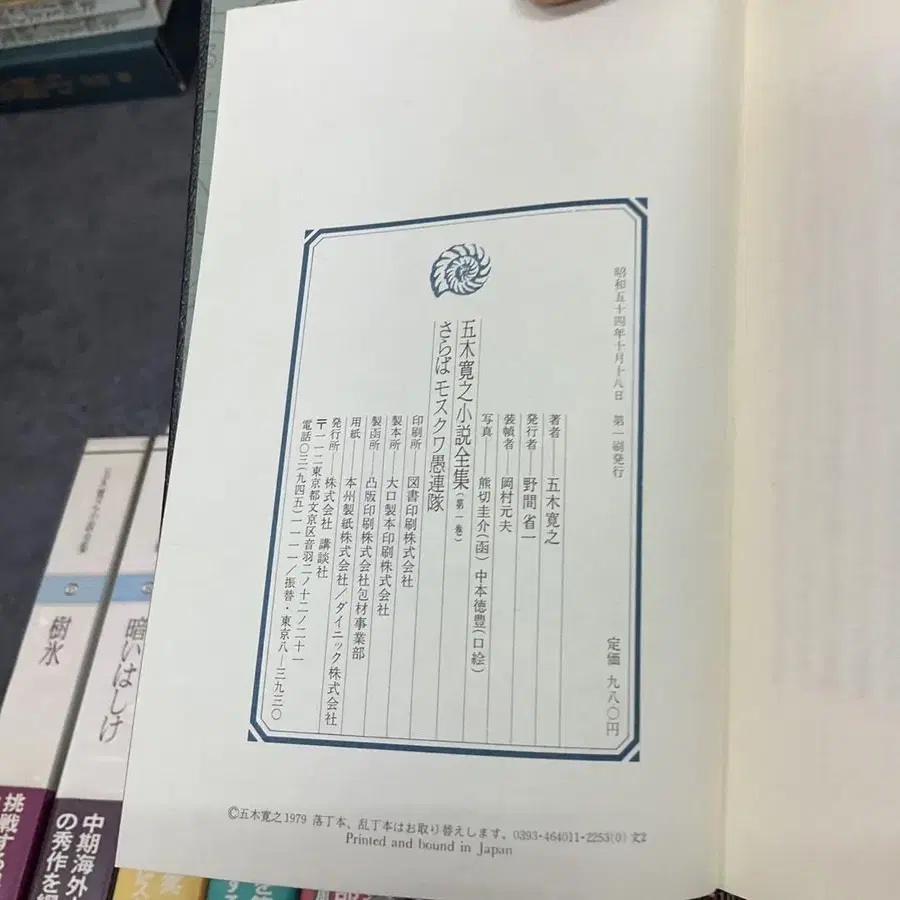 昭和五十四年十月十八日 第一刷発行
定価 九八〇円
著者――五木寛之
発行者――野間省一
装幀者――岡村元夫
写真――熊切圭介(函) 中本徳豊(口絵)
五木寛之小説全集(第一巻)
さらば モスクワ愚連隊
印刷所――図書印刷株式会社
製本所――大口製本印刷株式会社
製函所――凸版印刷株式会社包材事業部
用紙――本州製紙株式会社/ダイニック株式会社
発行所――株式会社 講談社
〒一一二東京都文京区音羽二ノ十二ノ二十一
電話〇三(九四五)一一一一/振替・東京八―三九三〇
©五木寛之1979 落丁本、乱丁本はお取り替えします。0393-464011-2253(0) 文2
Printed and bound in Japan
暗いはしけ
樹氷
中期海外
の秀作を
挑戦する